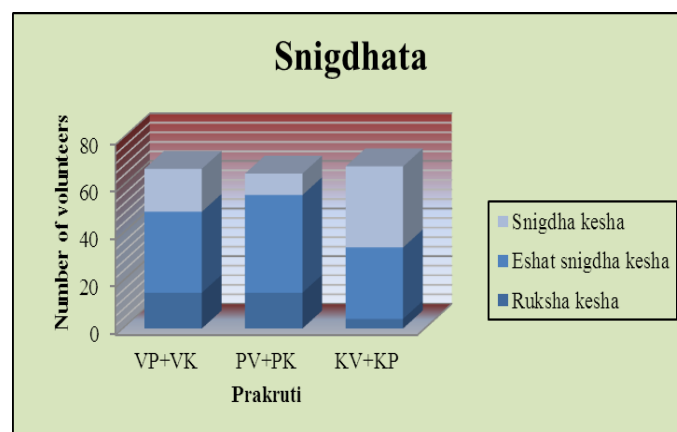 Snigdhata
Number of volunteers
80
60
40
20
0
VP+VK PV+PK KV+KP
Prakruti
Snigdha kesha
Eshat snigdha kesha
Ruksha kesha